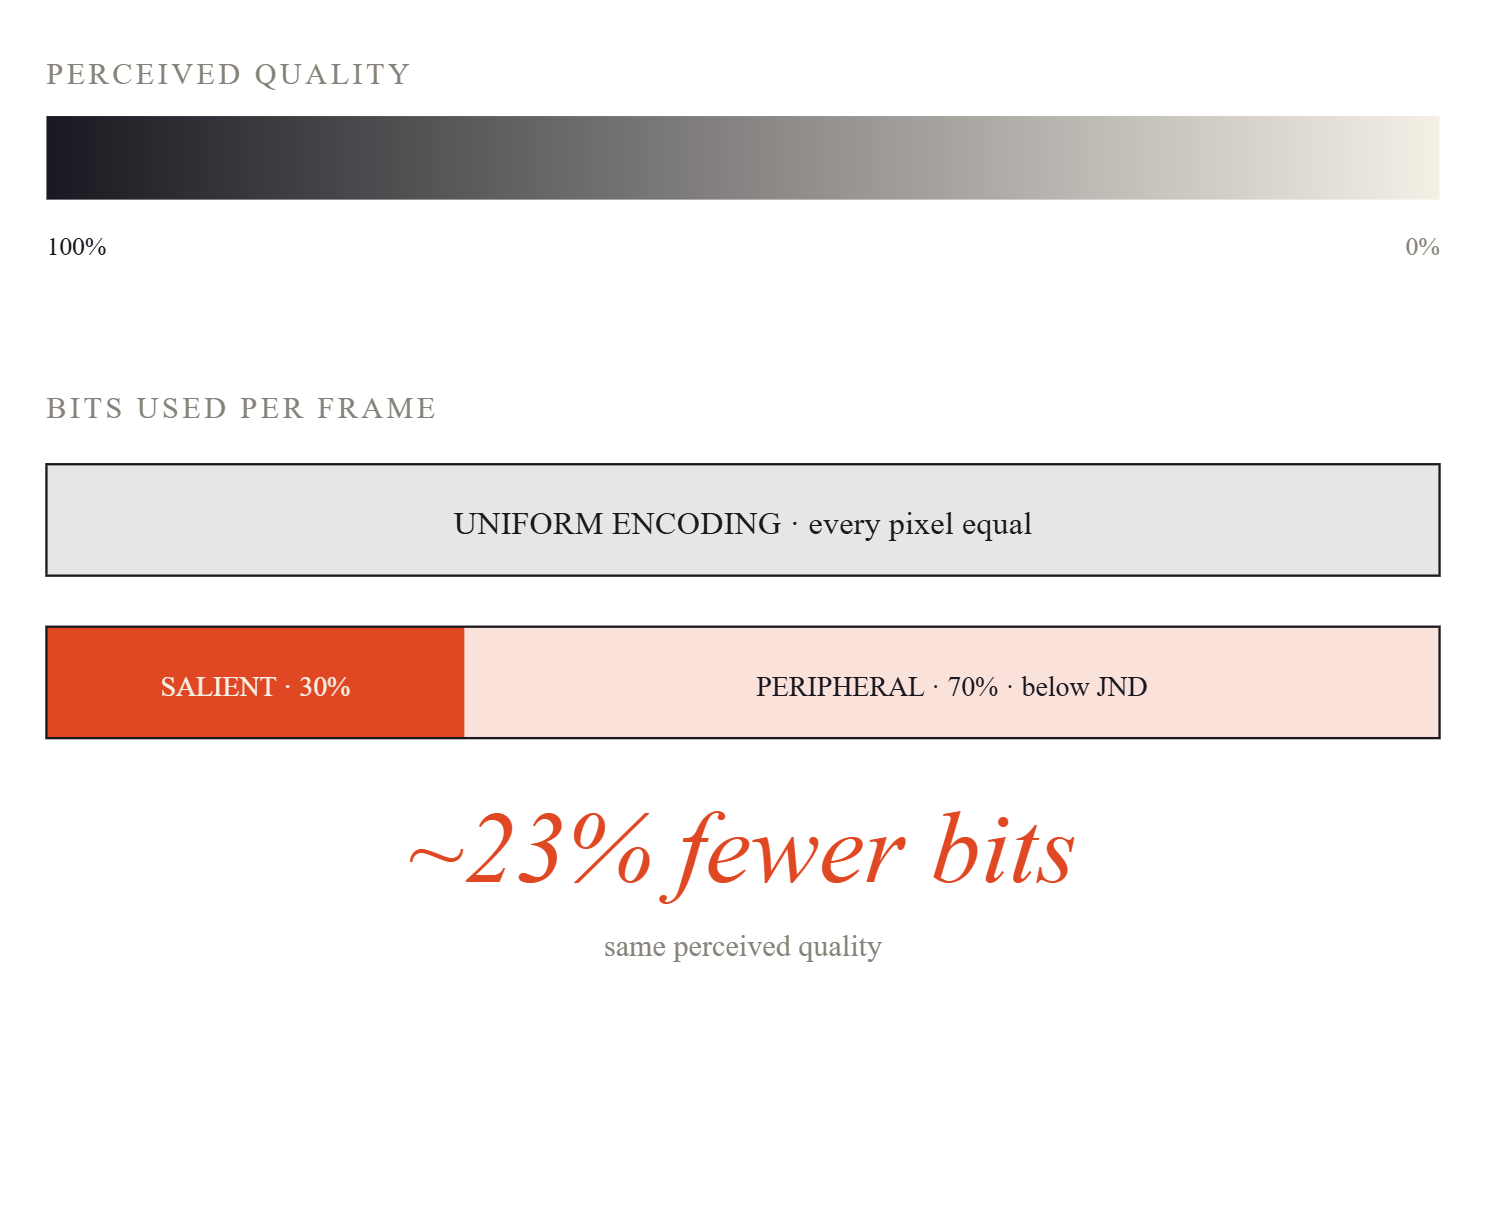 PERCEIVED QUALITY
100% 0%
BITS USED PER FRAME
UNIFORM ENCODING · every pixel equal
SALIENT · 30% PERIPHERAL · 70% · below JND
~23% fewer bits
same perceived quality